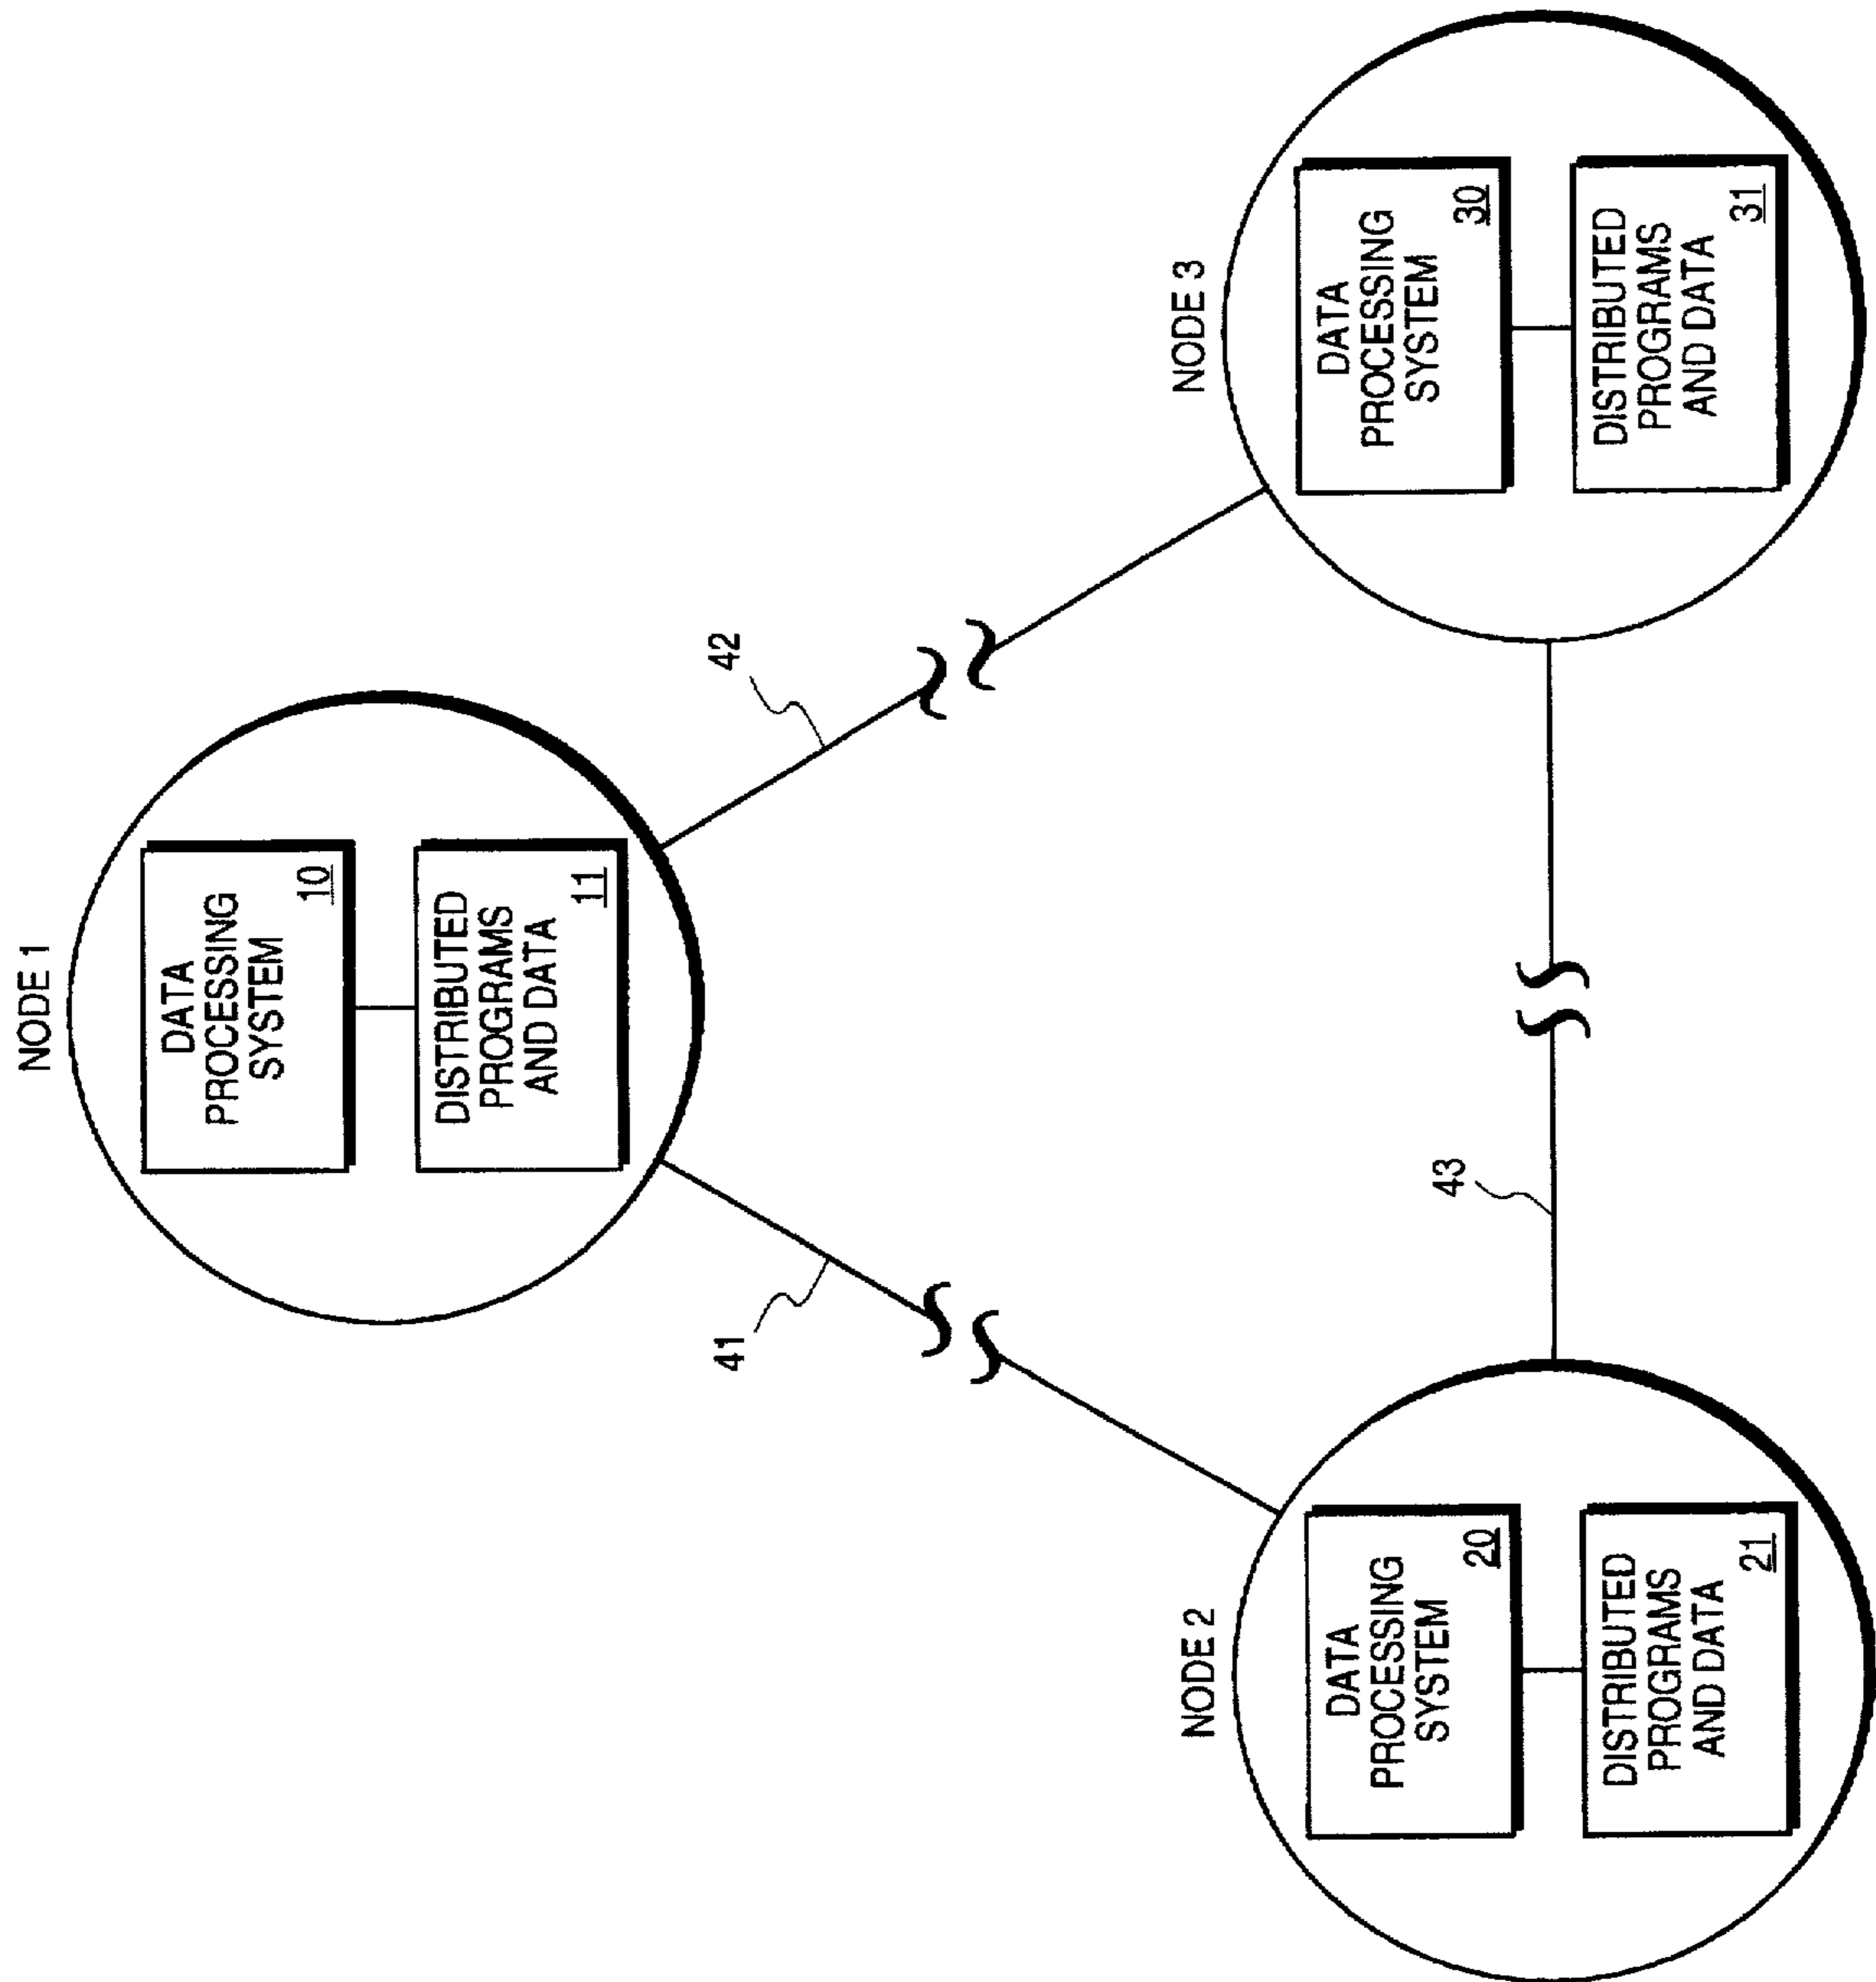 NODE 1
DATA
PROCESSING
SYSTEM
10
DISTRIBUTED
PROGRAMS
AND DATA
11
41
42
NODE 2
DATA
PROCESSING
SYSTEM
20
DISTRIBUTED
PROGRAMS
AND DATA
21
43
NODE 3
DATA
PROCESSING
SYSTEM
30
DISTRIBUTED
PROGRAMS
AND DATA
31